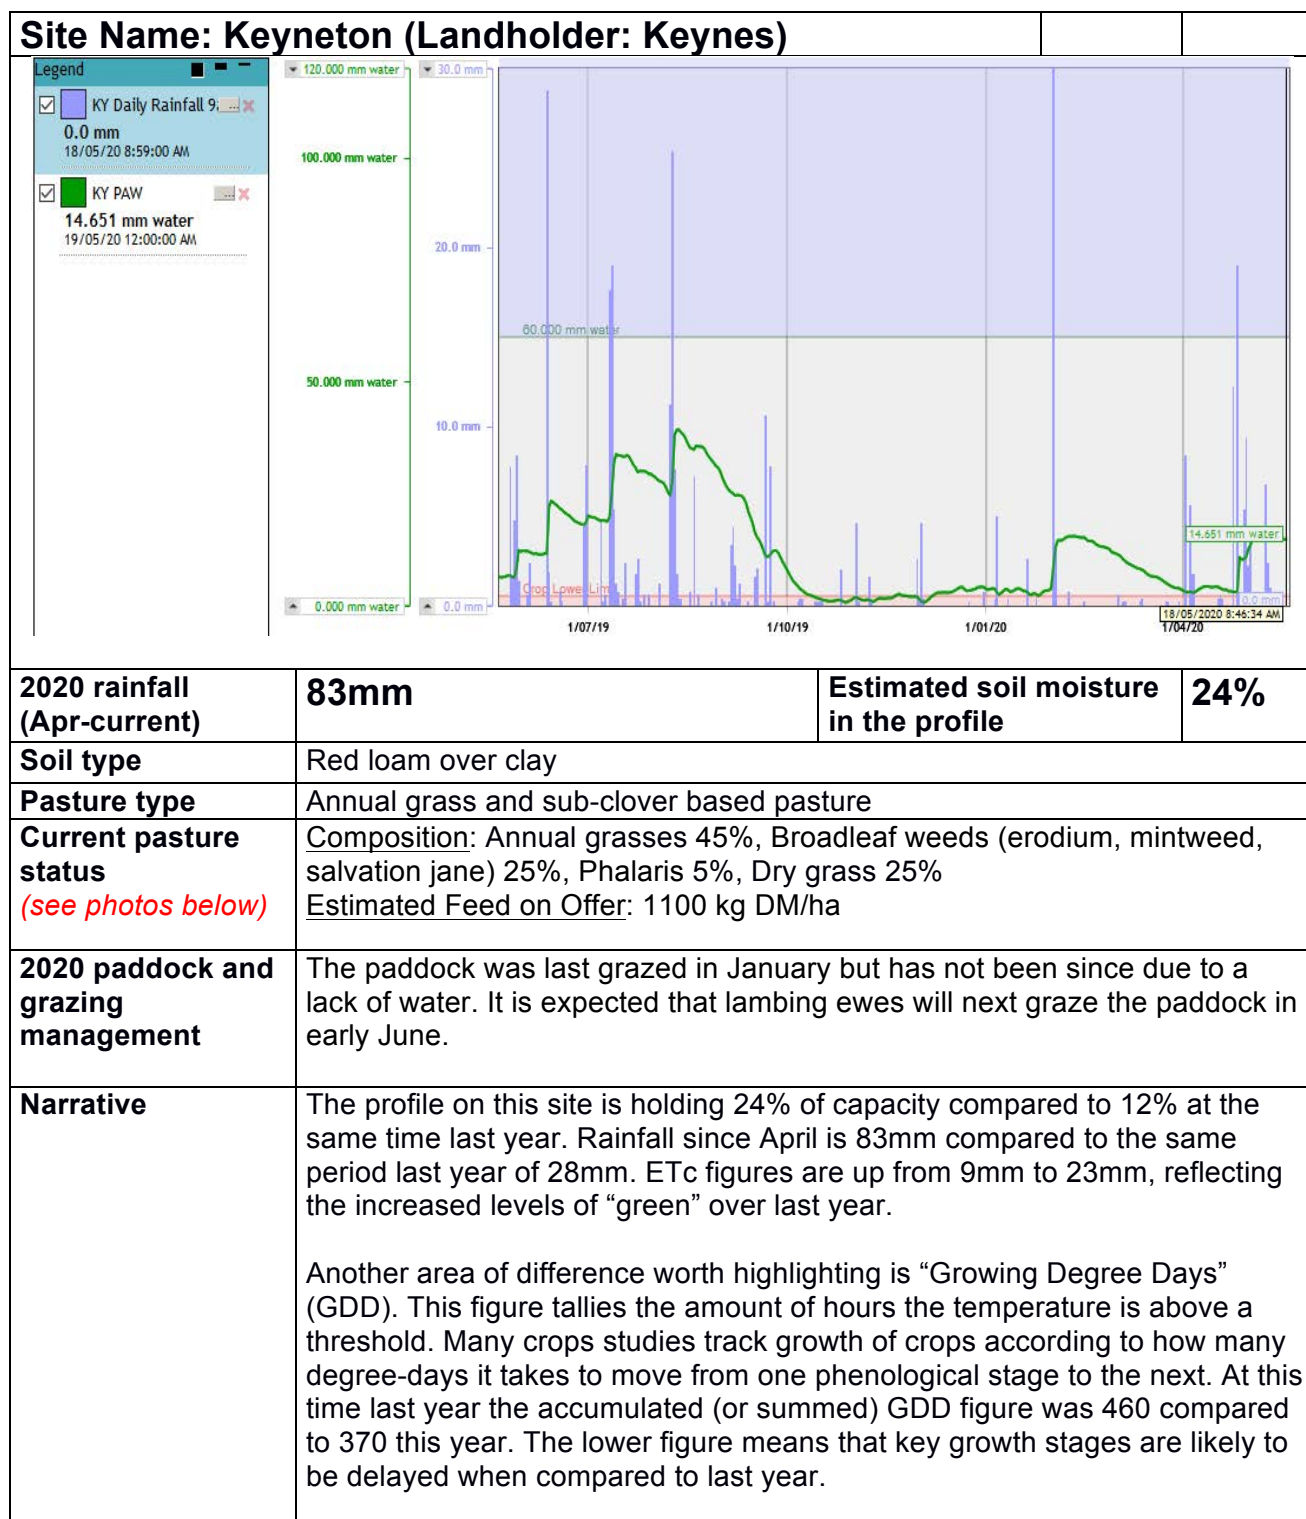 Site Name: Keyneton (Landholder: Keynes)
Legend
KY Daily Rainfall 9
0.0 mm
18/05/20 8:59:00 AM
KY PAW
14.651 mm water
19/05/20 12:00:00 AM
120.000 mm water
30.0 mm
100.000 mm water
20.0 mm
60.000 mm water
50.000 mm water
10.0 mm
14.651 mm water
Crop Lower Lim
0.000 mm water
0.0 mm
0.0 mm
18/05/2020 8:46:34 AM
1/07/19
1/10/19
1/01/20
1/04/20
2020 rainfall
(Apr-current)
83mm
Estimated soil moisture
in the profile
24%
Soil type
Red loam over clay
Pasture type
Annual grass and sub-clover based pasture
Current pasture
status
(see photos below)
Composition: Annual grasses 45%, Broadleaf weeds (erodium, mintweed,
salvation jane) 25%, Phalaris 5%, Dry grass 25%
Estimated Feed on Offer: 1100 kg DM/ha
2020 paddock and
grazing
management
The paddock was last grazed in January but has not been since due to a
lack of water. It is expected that lambing ewes will next graze the paddock in
early June.
Narrative
The profile on this site is holding 24% of capacity compared to 12% at the
same time last year. Rainfall since April is 83mm compared to the same
period last year of 28mm. ETc figures are up from 9mm to 23mm, reflecting
the increased levels of “green” over last year.
Another area of difference worth highlighting is “Growing Degree Days”
(GDD). This figure tallies the amount of hours the temperature is above a
threshold. Many crops studies track growth of crops according to how many
degree-days it takes to move from one phenological stage to the next. At this
time last year the accumulated (or summed) GDD figure was 460 compared
to 370 this year. The lower figure means that key growth stages are likely to
be delayed when compared to last year.